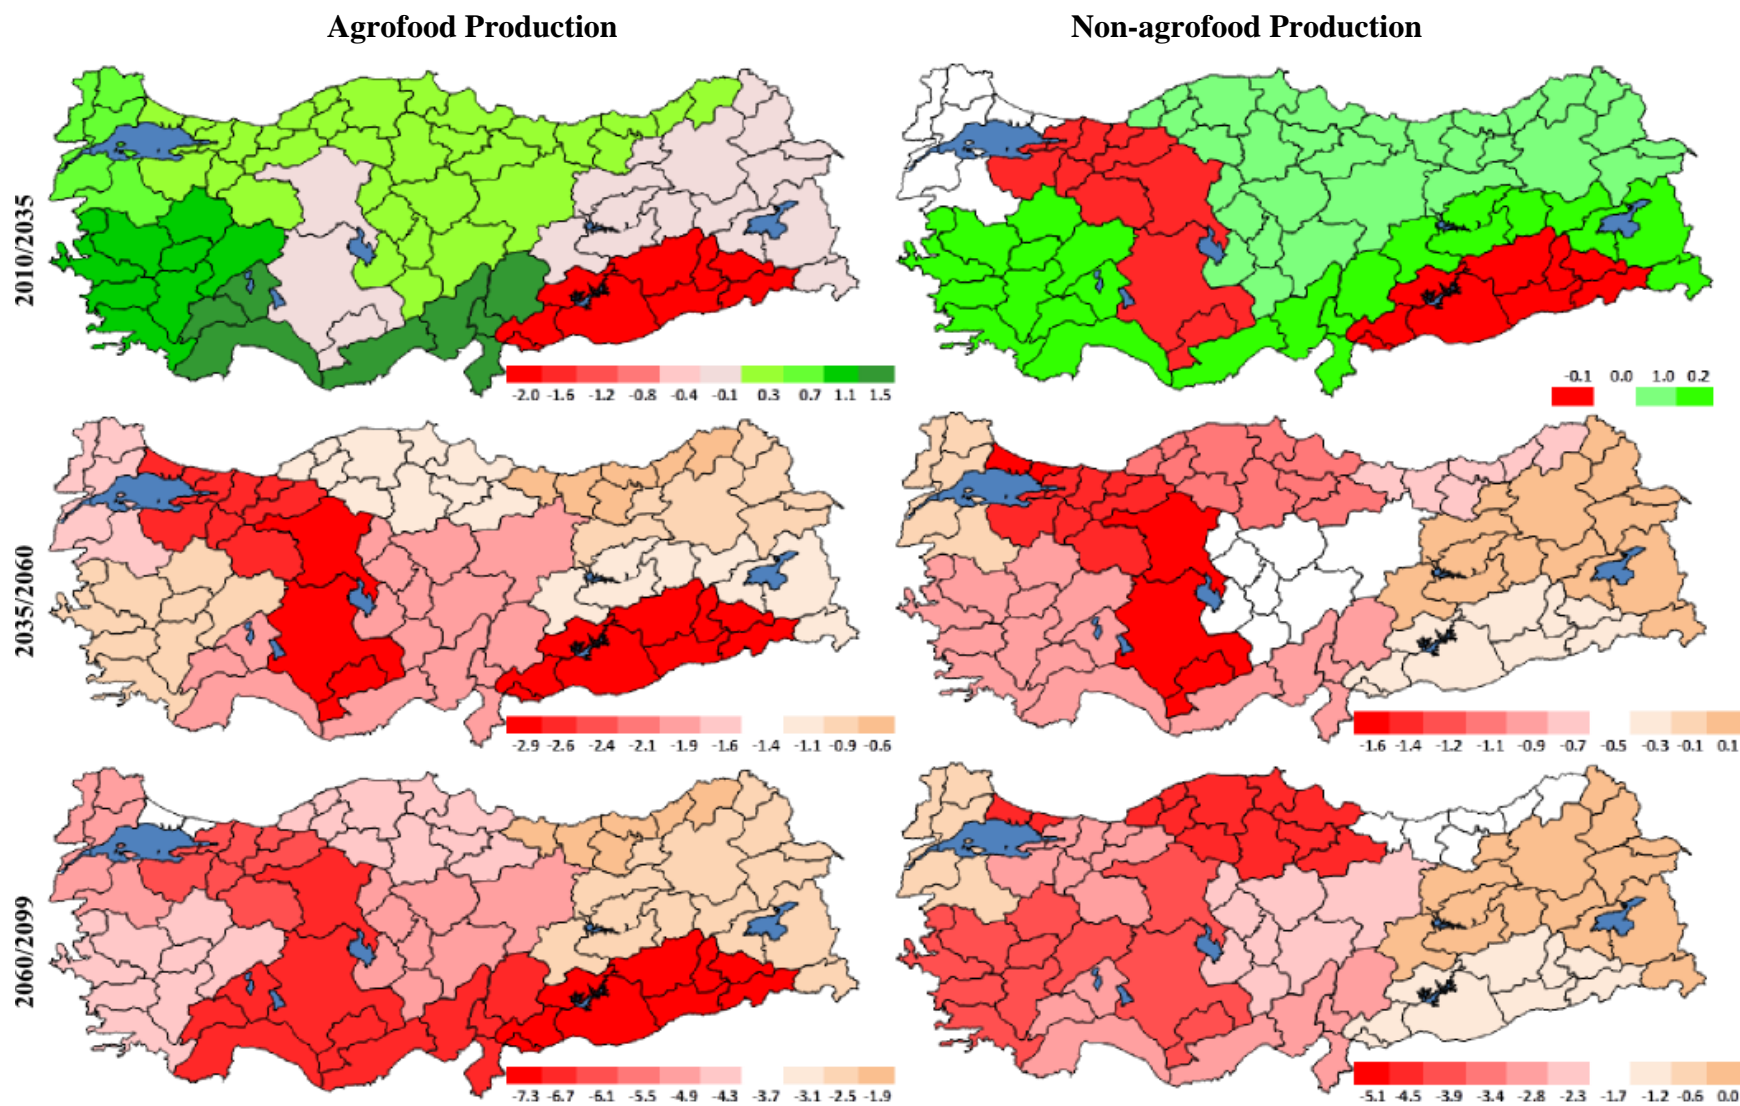 Agrofood Production Non-agrofood Production
2010/2035
-2.0 -1.6 -1.2 -0.8 -0.4 -0.1 0.3 0.7 1.1 1.5
-0.1 0.0 1.0 0.2
2035/2060
-2.9 -2.6 -2.4 -2.1 -1.9 -1.6 -1.4 -1.1 -0.9 -0.6
-1.6 -1.4 -1.2 -1.1 -0.9 -0.7 -0.5 -0.3 -0.1 0.1
2060/2099
-7.3 -6.7 -6.1 -5.5 -4.9 -4.3 -3.7 -3.1 -2.5 -1.9
-5.1 -4.5 -3.9 -3.4 -2.8 -2.3 -1.7 -1.2 -0.6 0.0